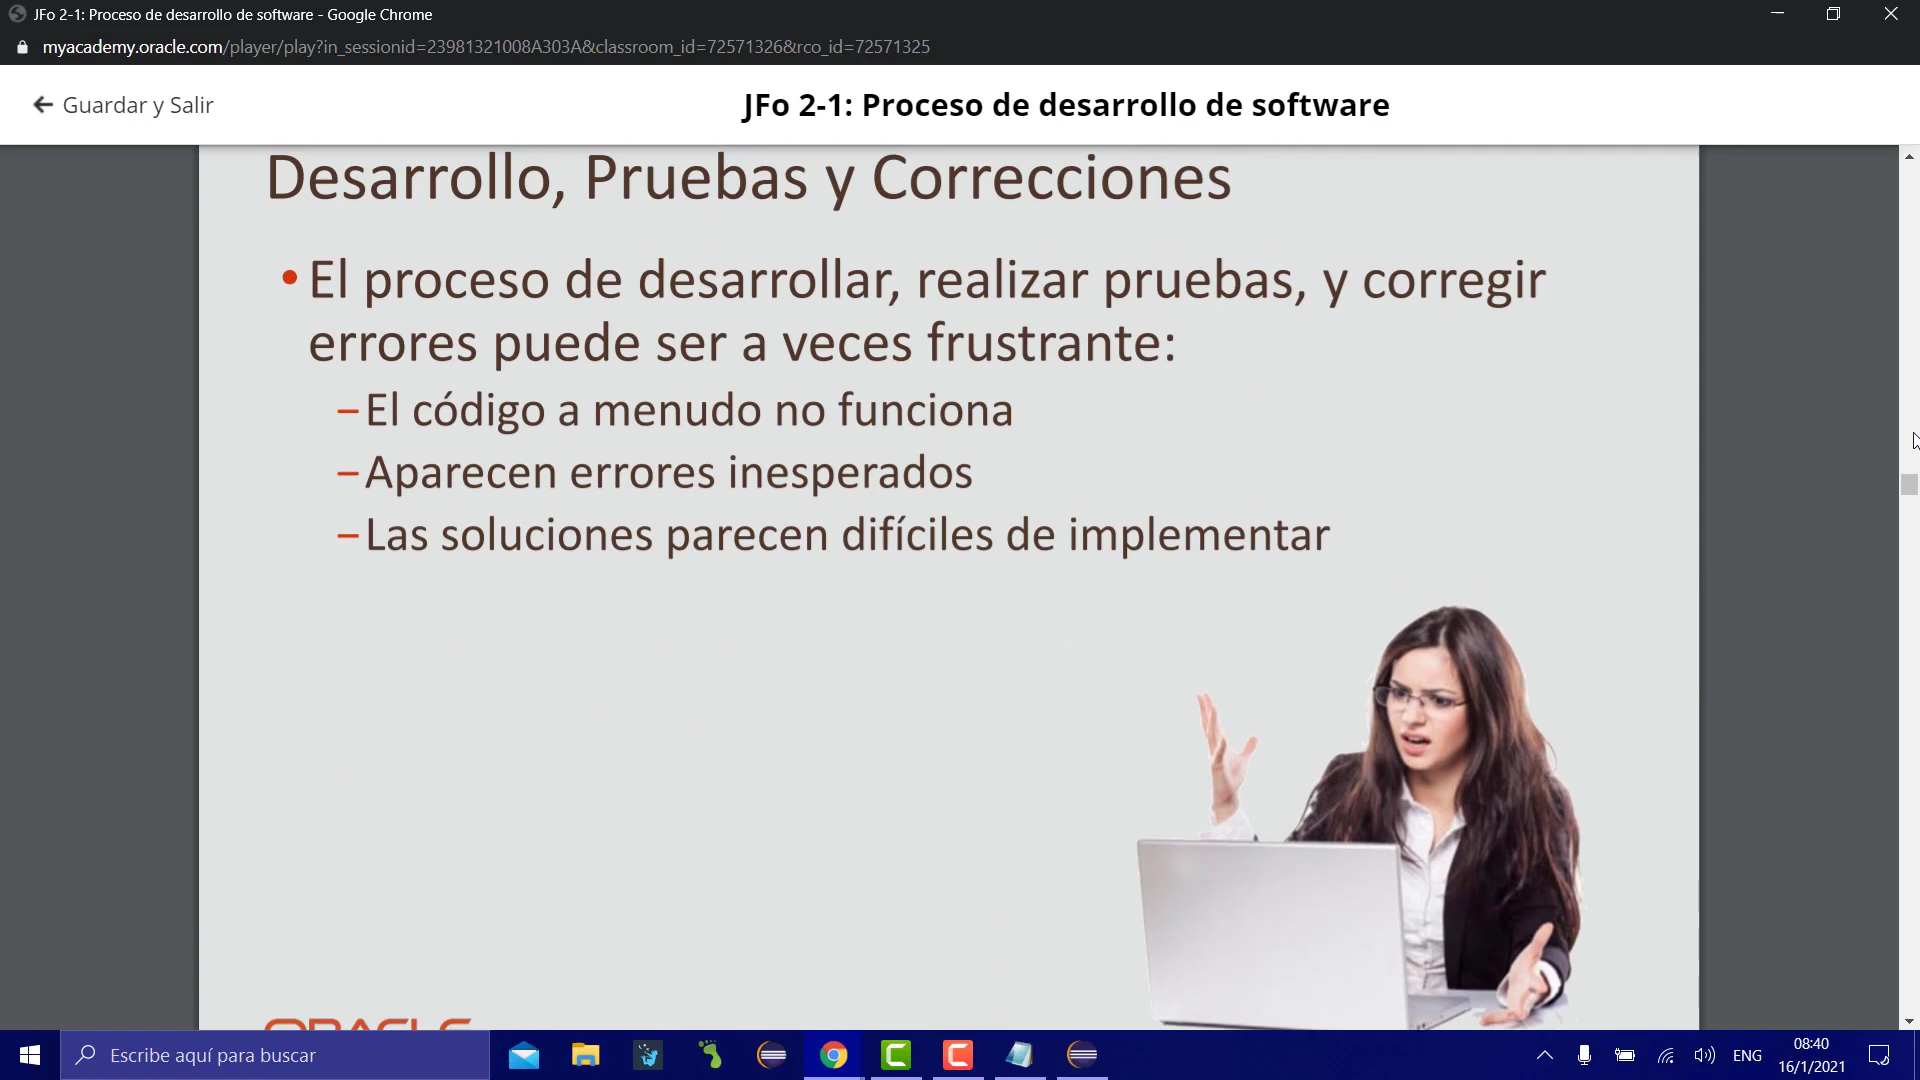 JFo 2-1: Proceso de desarrollo de software - Google Chrome
myacademy.oracle.com/player/play?in_sessionid=23981321008A303A&classroom_id=72571326&rco_id=72571325
Guardar y Salir
JFo 2-1: Proceso de desarrollo de software
Desarrollo, Pruebas y Correcciones
• El proceso de desarrollar, realizar pruebas, y corregir
errores puede ser a veces frustrante:
–El código a menudo no funciona
–Aparecen errores inesperados
–Las soluciones parecen difíciles de implementar
ORACLE
Escribe aquí para buscar
ENG
08:40
16/1/2021